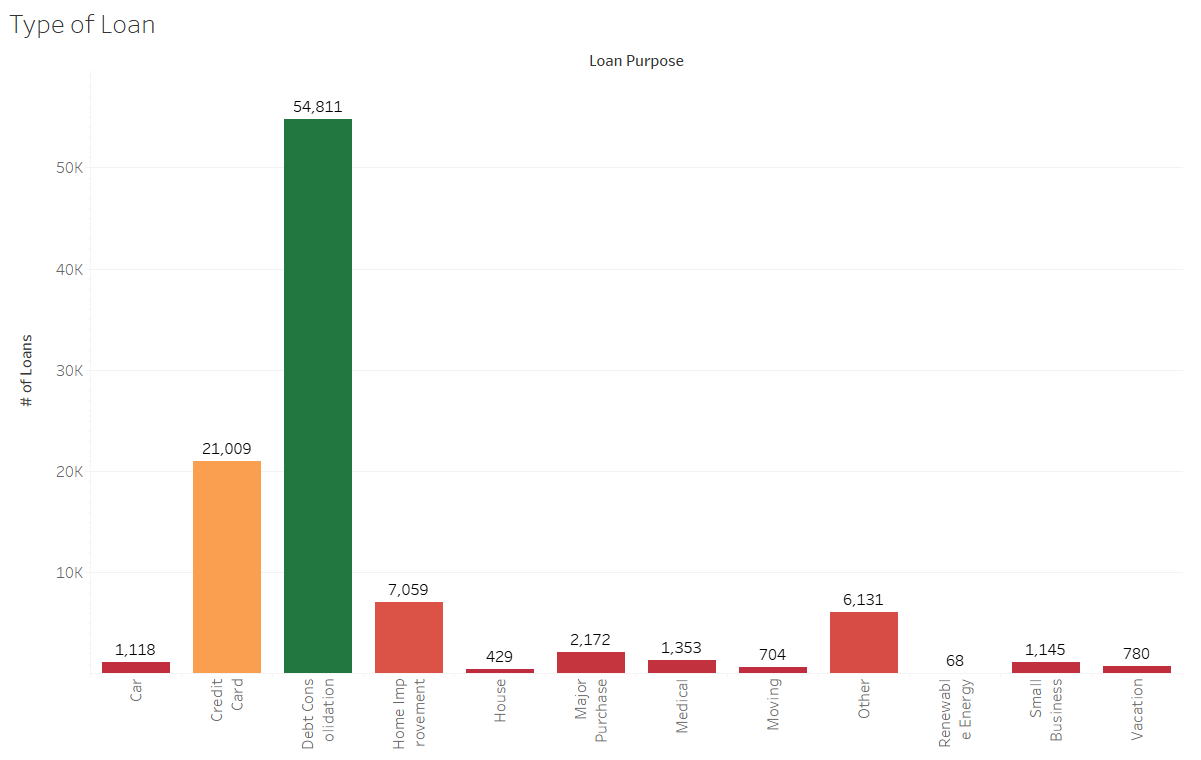 Type of Loan
Loan Purpose
54,811
50K
40K
30K
# of Loans
21,009
20K
10K
7,059
6,131
2,172
1,353
1,118
1,145
429
704
68
780
Car
Credit
Card
Debt Cons
olidation
Home Imp
rovement
House
Major
Purchase
Medical
Moving
Other
Renewabl
e Energy
Small
Business
Vacation